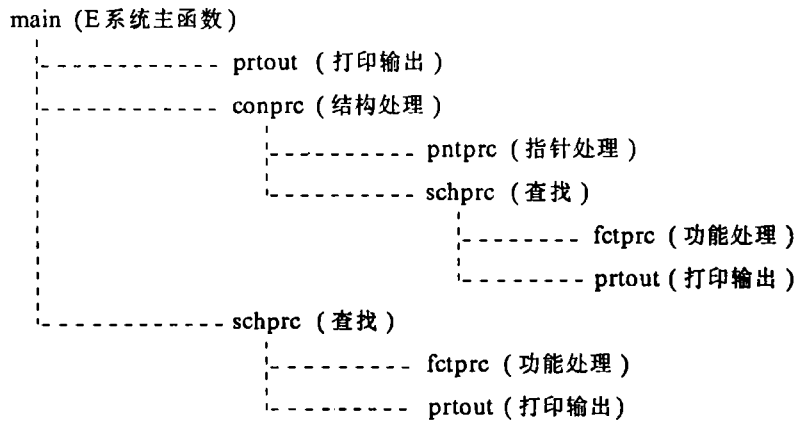 main (E系统主函数)
prtout (打印输出)
conprc (结构处理)
pntprc (指针处理)
schprc (查找)
fctprc (功能处理)
prtout (打印输出)
schprc (查找)
fctprc (功能处理)
prtout (打印输出)